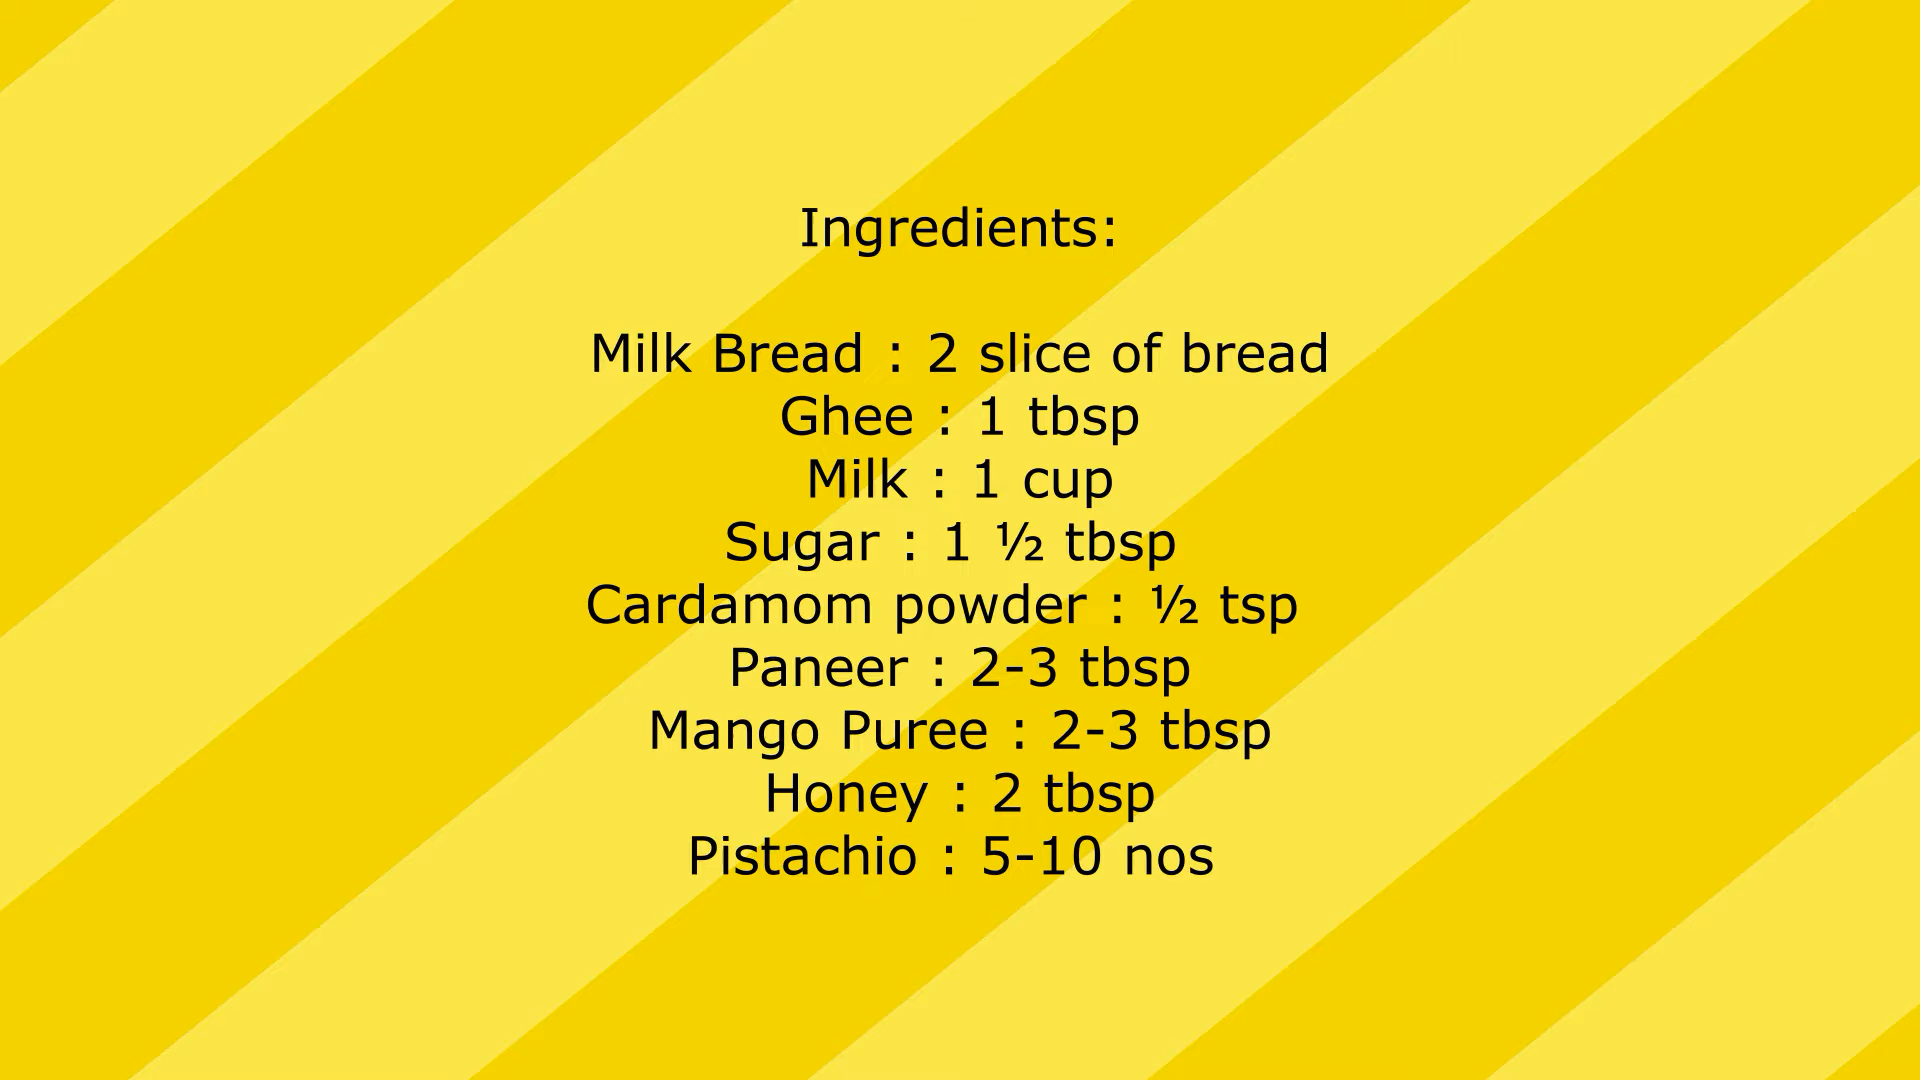 Ingredients:
Milk Bread : 2 slice of bread
Ghee : 1 tbsp
Milk : 1 cup
Sugar : 1 ½ tbsp
Cardamom powder : ½ tsp
Paneer : 2-3 tbsp
Mango Puree : 2-3 tbsp
Honey : 2 tbsp
Pistachio : 5-10 nos